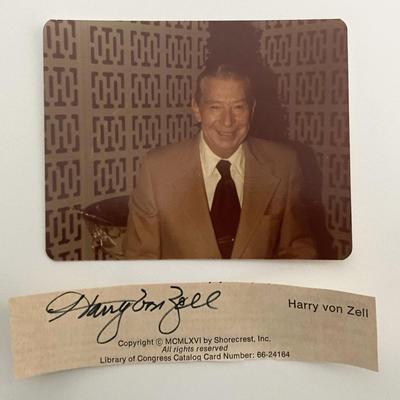 Harry von Zell Harry von Zell
Copyright © MCMLXVI by Shorecrest, Inc.
All rights reserved
Library of Congress Catalog Card Number: 66-24164